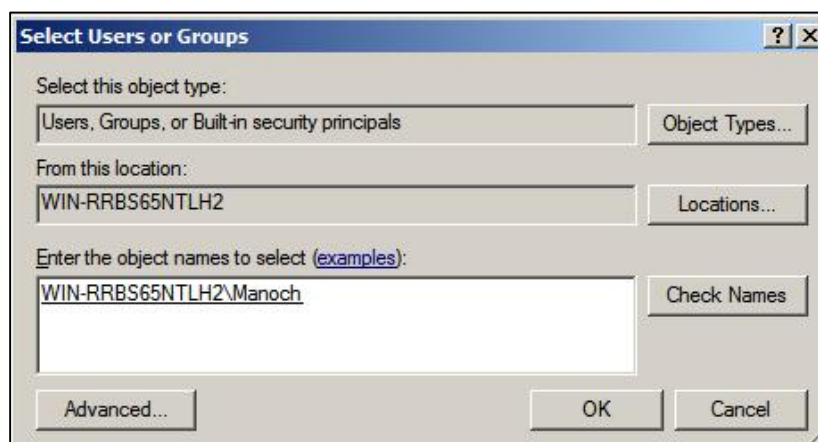 Select Users or Groups
Select this object type:
Users, Groups, or Built-in security principals
Object Types...
From this location:
WIN-RRBS65NTLH2
Locations...
Enter the object names to select (examples):
WIN-RRBS65NTLH2\Manoch
Check Names
Advanced...
OK
Cancel